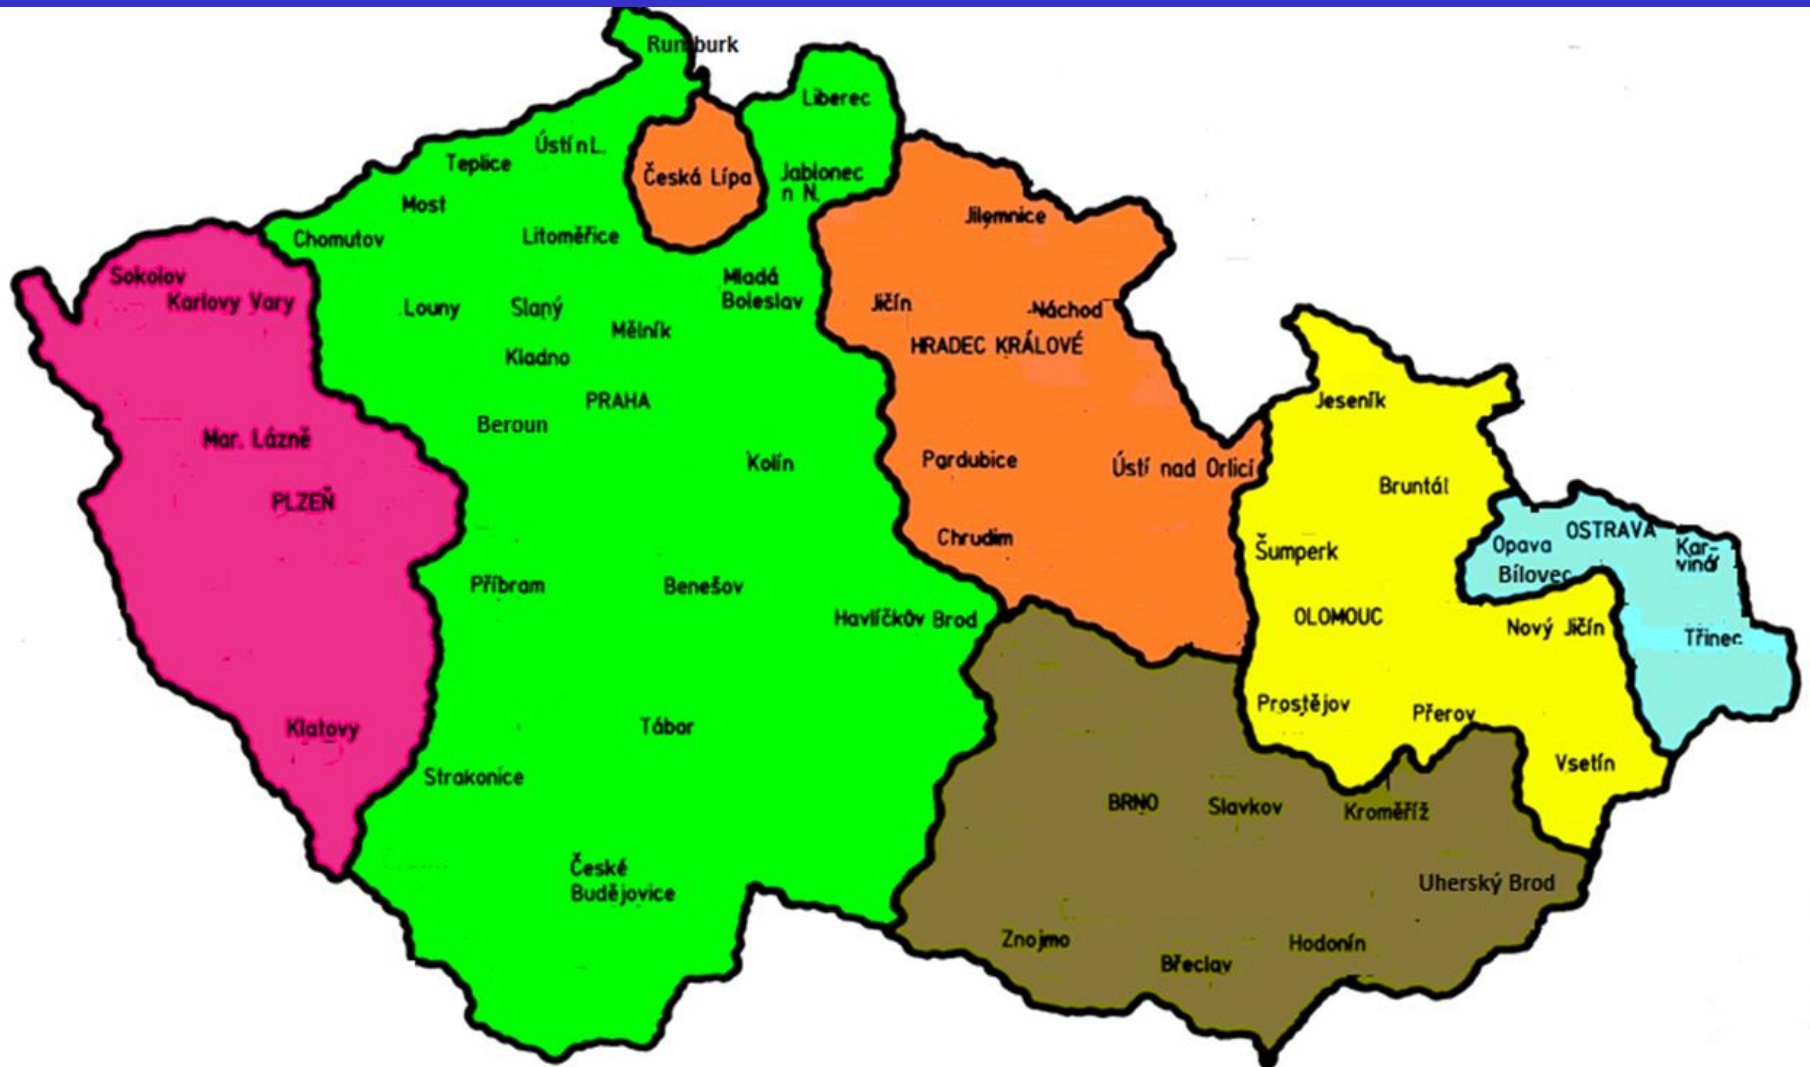 Rumburk
Liberec
Ústí n L.
Teplice
Česká Lípa
Jablonec
n N.
Most
Jilemnice
Chomutov
Litoměřice
Sokolov
Karlovy Vary
Mladá
Boleslav
Louny
Slaný
Mělník
Jičín
Náchod
HRADEC KRÁLOVÉ
Kladno
PRAHA
Jeseník
Beroun
Mar. Lázně
Kolín
Pardubice
Ústí nad Orlicí
Bruntál
PLZEŇ
Chrudim
Šumperk
Opava
OSTRAVA
Kar-
viná
Bílovec
Příbram
Benešov
Havlíčkův Brod
OLOMOUC
Nový Jičín
Třinec
Klatovy
Tábor
Prostějov
Přerov
Strakonice
Vsetín
BRNO
Slavkov
Kroměříž
České
Budějovice
Uherský Brod
Znojmo
Hodonín
Břeclav